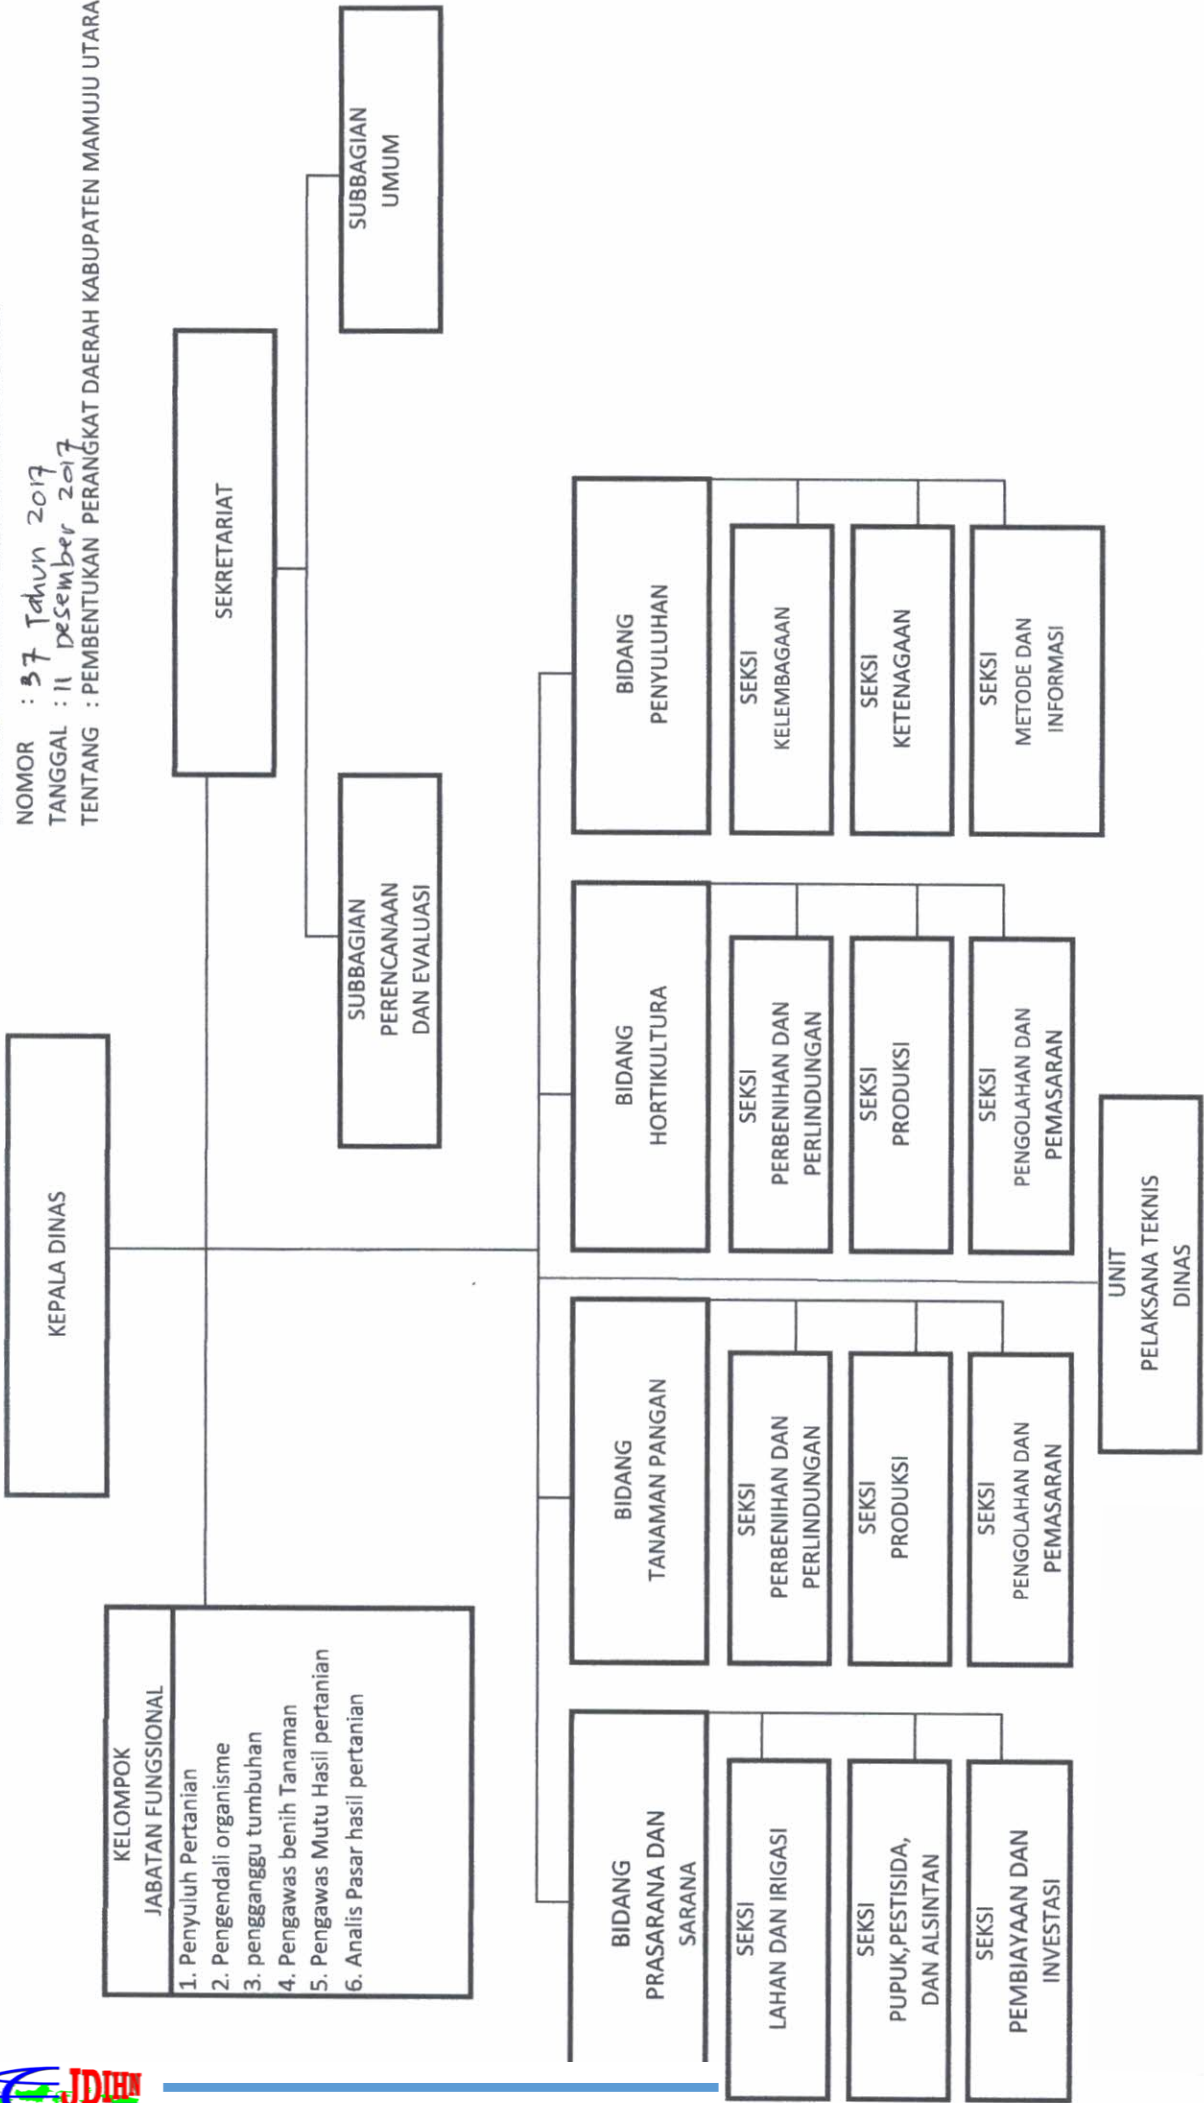 NOMOR : 37 Tahun 2017
TANGGAL : 11 Desember 2017
TENTANG : PEMBENTUKAN PERANGKAT DAERAH KABUPATEN MAMUJU UTARA
KEPALA DINAS
KELOMPOK
JABATAN FUNGSIONAL
1. Penyuluh Pertanian
2. Pengendali organisme
3. pengganggu tumbuhan
4. Pengawas benih Tanaman
5. Pengawas Mutu Hasil pertanian
6. Analis Pasar hasil pertanian
SEKRETARIAT
SUBBAGIAN
PERENCANAAN
DAN EVALUASI
SUBBAGIAN
UMUM
BIDANG
PRASARANA DAN
SARANA
SEKSI
LAHAN DAN IRIGASI
SEKSI
PUPUK,PESTISIDA,
DAN ALSINTAN
SEKSI
PEMBIAYAAN DAN
INVESTASI
BIDANG
TANAMAN PANGAN
SEKSI
PERBENIHAN DAN
PERLINDUNGAN
SEKSI
PRODUKSI
SEKSI
PENGOLAHAN DAN
PEMASARAN
BIDANG
HORTIKULTURA
SEKSI
PERBENIHAN DAN
PERLINDUNGAN
SEKSI
PRODUKSI
SEKSI
PENGOLAHAN DAN
PEMASARAN
BIDANG
PENYULUHAN
SEKSI
KELEMBAGAAN
SEKSI
KETENAGAAN
SEKSI
METODE DAN
INFORMASI
UNIT
PELAKSANA TEKNIS
DINAS
JDIHN